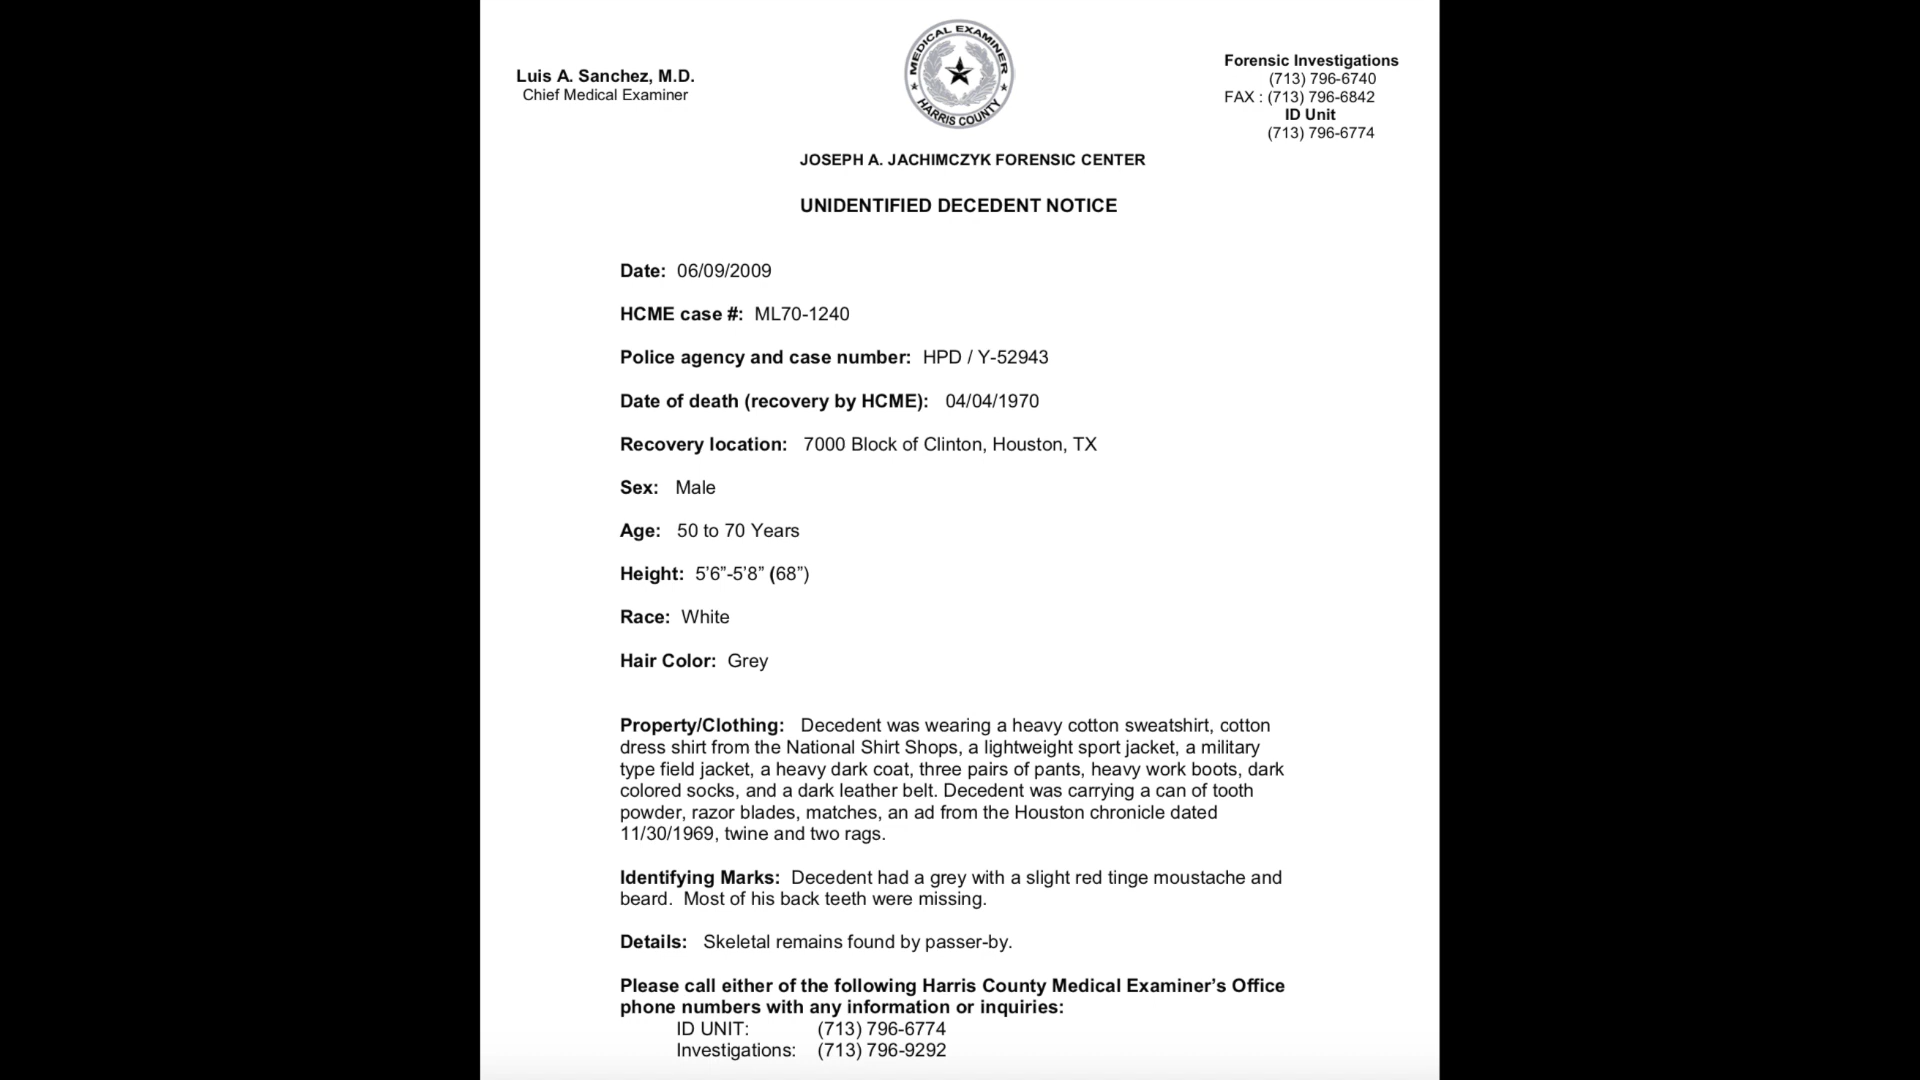 Luis A. Sanchez, M.D.
Chief Medical Examiner
MEDICAL EXAMINER
HARRIS COUNTY
Forensic Investigations
(713) 796-6740
FAX : (713) 796-6842
ID Unit
(713) 796-6774
JOSEPH A. JACHIMCZYK FORENSIC CENTER
UNIDENTIFIED DECEDENT NOTICE
Date: 06/09/2009
HCME case #: ML70-1240
Police agency and case number: HPD / Y-52943
Date of death (recovery by HCME): 04/04/1970
Recovery location: 7000 Block of Clinton, Houston, TX
Sex: Male
Age: 50 to 70 Years
Height: 5’6”-5’8” (68”)
Race: White
Hair Color: Grey
Property/Clothing: Decedent was wearing a heavy cotton sweatshirt, cotton
dress shirt from the National Shirt Shops, a lightweight sport jacket, a military
type field jacket, a heavy dark coat, three pairs of pants, heavy work boots, dark
colored socks, and a dark leather belt. Decedent was carrying a can of tooth
powder, razor blades, matches, an ad from the Houston chronicle dated
11/30/1969, twine and two rags.
Identifying Marks: Decedent had a grey with a slight red tinge moustache and
beard. Most of his back teeth were missing.
Details: Skeletal remains found by passer-by.
Please call either of the following Harris County Medical Examiner’s Office
phone numbers with any information or inquiries:
ID UNIT: (713) 796-6774
Investigations: (713) 796-9292